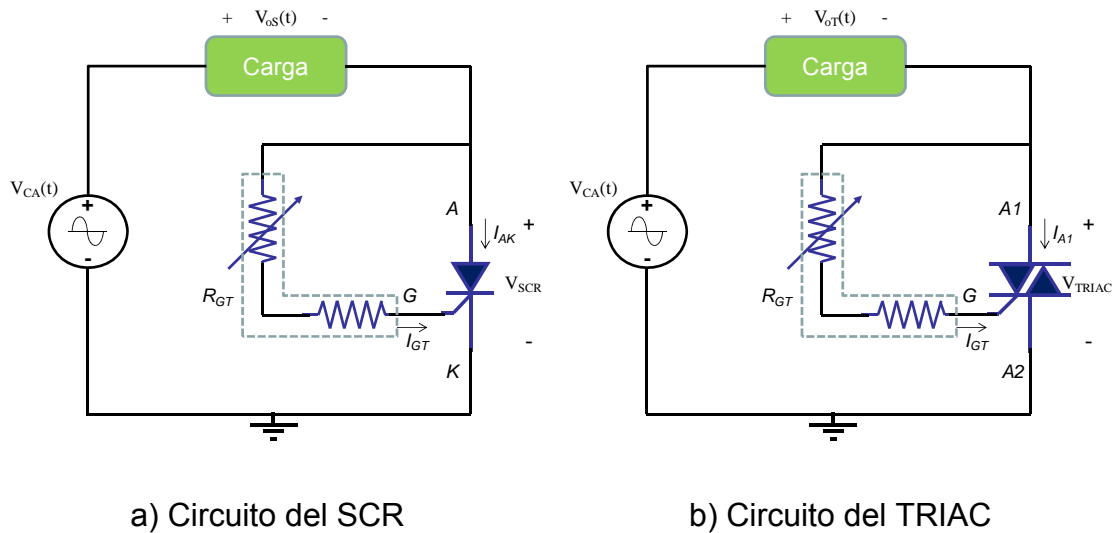 + VoS(t) -
Carga
VCA(t)
+
-
A
IAK
+
VSCR
RGT
G
IGT
-
K
a) Circuito del SCR
+ VoT(t) -
Carga
VCA(t)
+
-
A1
IA1
+
VTRIAC
RGT
G
IGT
-
A2
b) Circuito del TRIAC